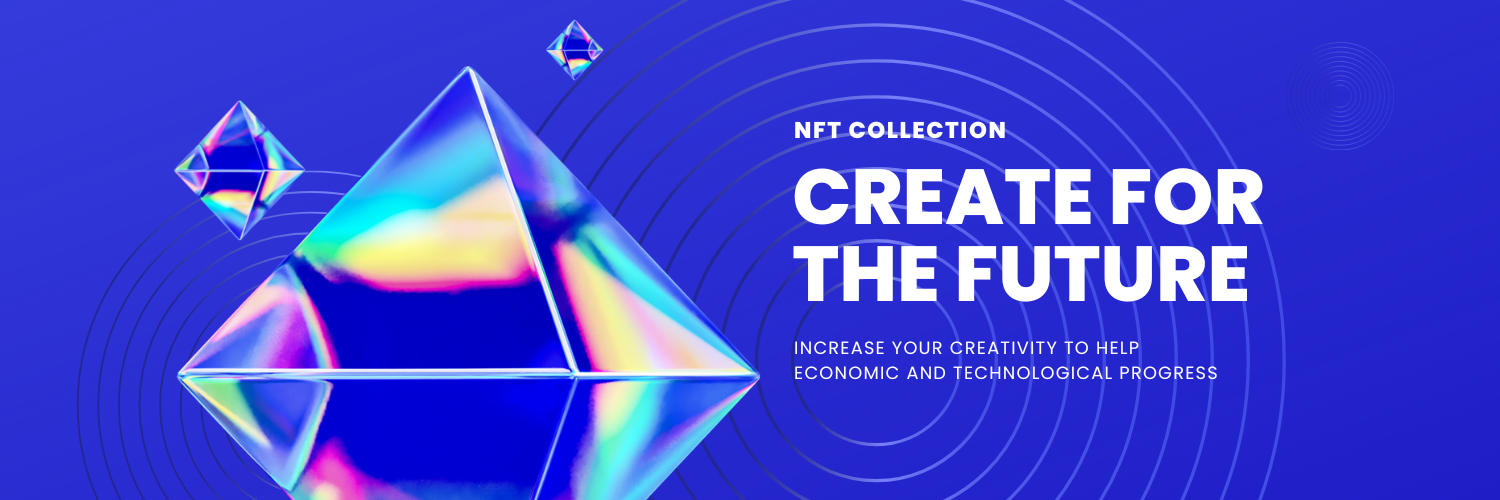 NFT COLLECTION
CREATE FOR
THE FUTURE
INCREASE YOUR CREATIVITY TO HELP
ECONOMIC AND TECHNOLOGICAL PROGRESS